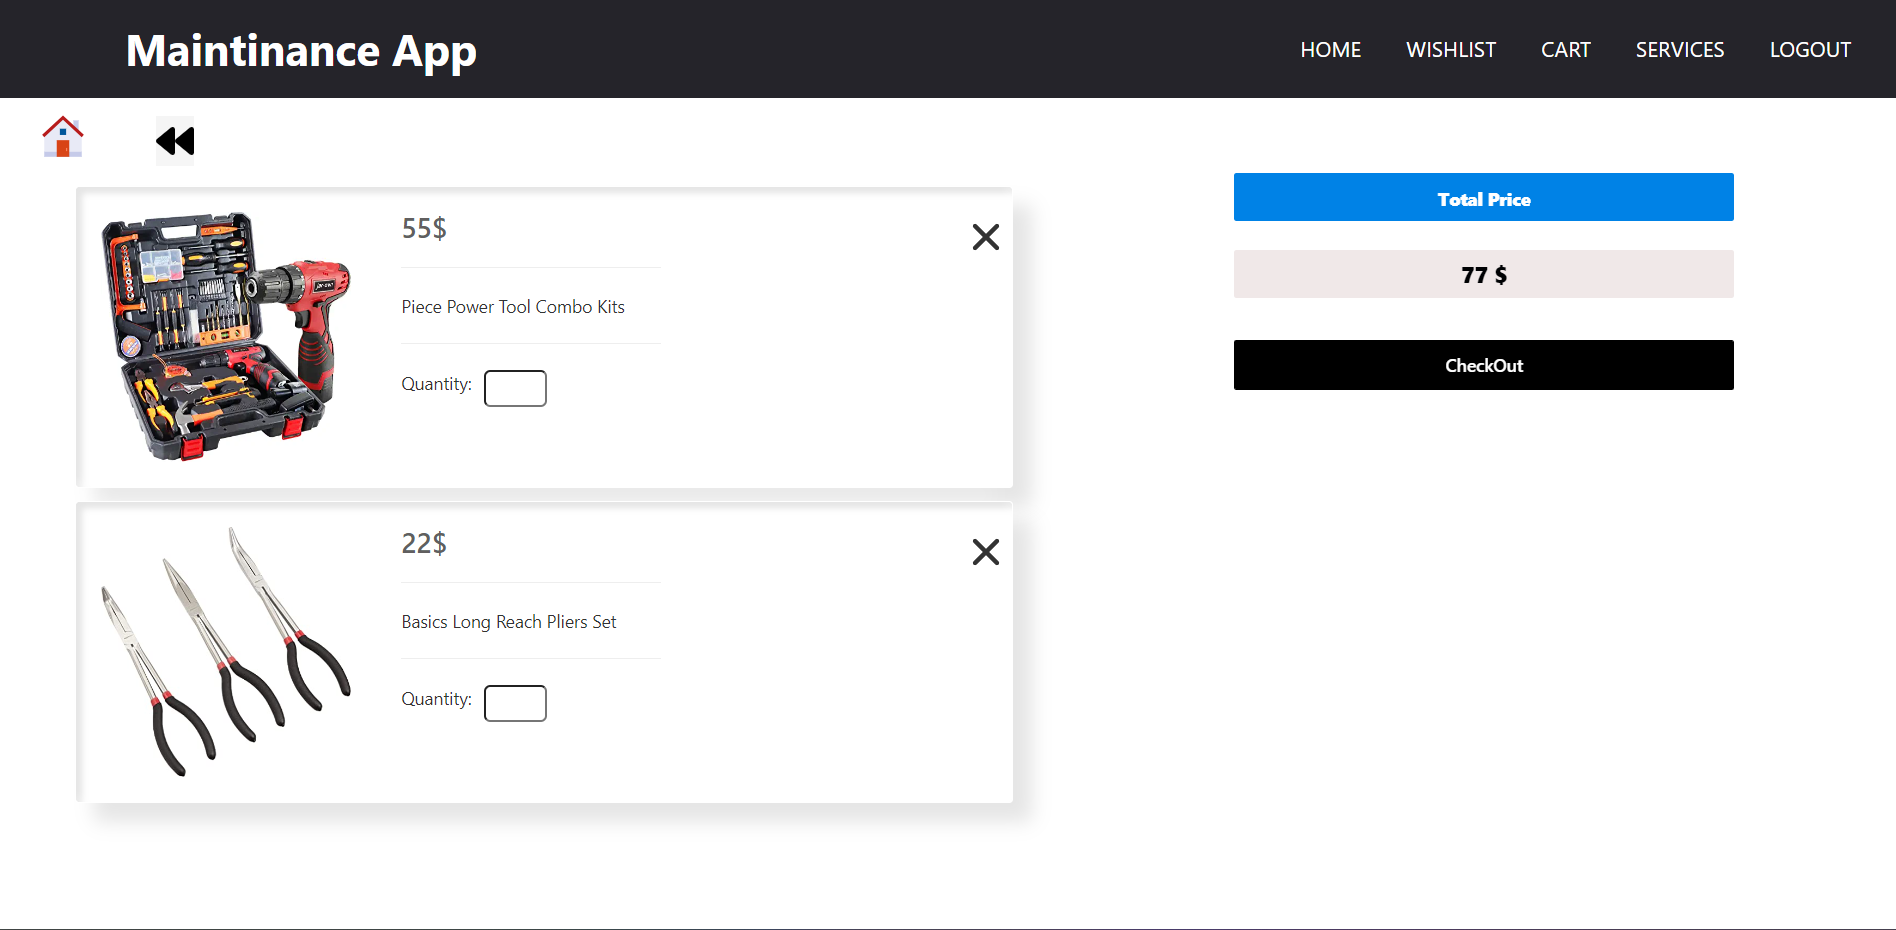 Maintinance App
HOME WISHLIST CART SERVICES LOGOUT
55$
Piece Power Tool Combo Kits
Quantity:
22$
Basics Long Reach Pliers Set
Quantity:
Total Price
77 $
CheckOut